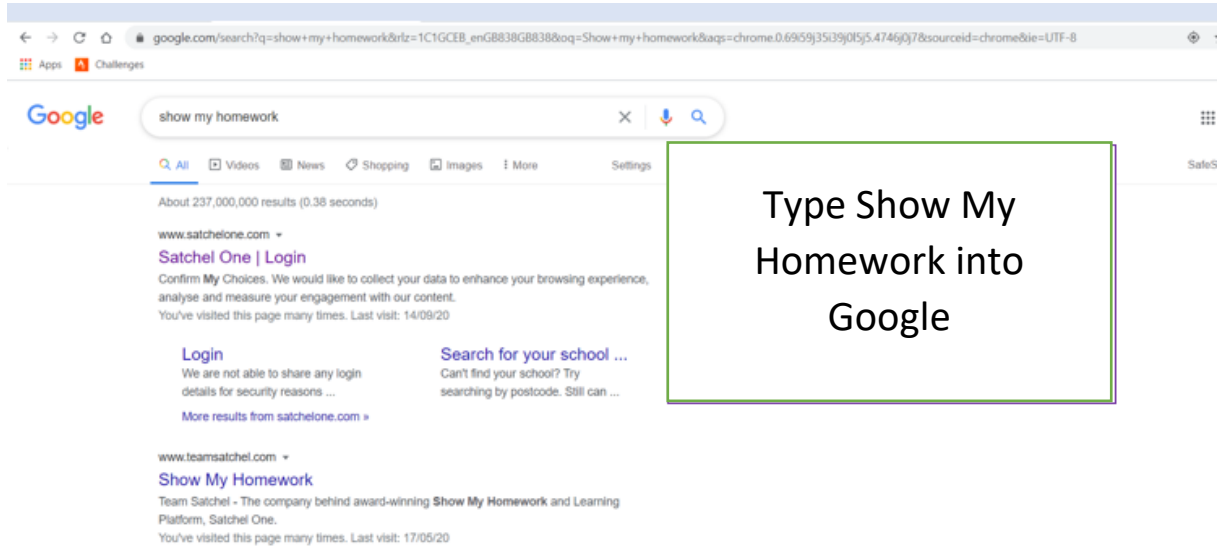 google.com/search?q=show+my+homework&rlz=1C1GCEB_enGB838GB838&oq=Show+my+homework&aqs=chrome.0.69i59j35i39j0l5j5.4746j0j7&sourceid=chrome&ie=UTF-8
Apps Challenges
Google show my homework
All Videos News Shopping Images More Settings
About 237,000,000 results (0.38 seconds)
www.satchelone.com
Satchel One | Login
Confirm My Choices. We would like to collect your data to enhance your browsing experience,
analyse and measure your engagement with our content.
You've visited this page many times. Last visit: 14/09/20
Login
We are not able to share any login
details for security reasons ...
Search for your school ...
Can't find your school? Try
searching by postcode. Still can ...
More results from satchelone.com »
www.teamsatchel.com
Show My Homework
Team Satchel - The company behind award-winning Show My Homework and Learning
Platform, Satchel One.
You've visited this page many times. Last visit: 17/05/20
Type Show My
Homework into
Google